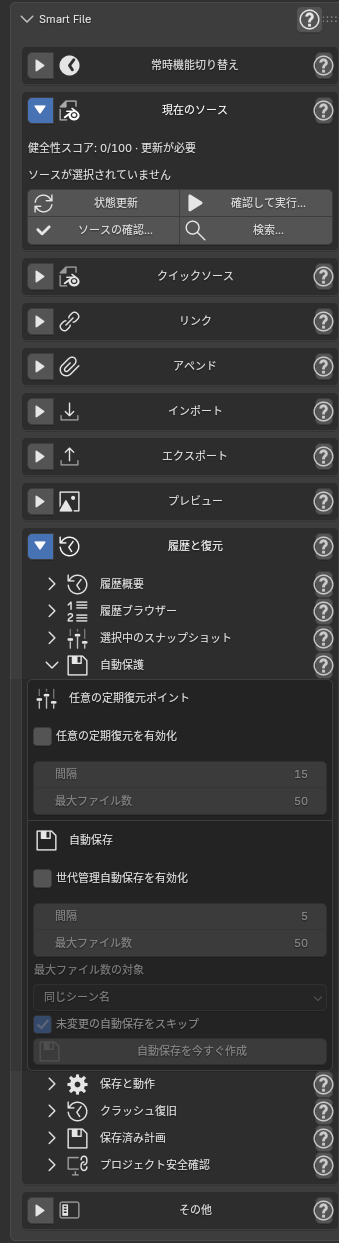 Smart File
常時機能切り替え
現在のソース
健全性スコア: 0/100 · 更新が必要
ソースが選択されていません
状態更新
確認して実行...
ソースの確認...
検索...
クイックソース
リンク
アペンド
インポート
エクスポート
プレビュー
履歴と復元
履歴概要
履歴ブラウザー
選択中のスナップショット
自動保護
任意の定期復元ポイント
任意の定期復元を有効化
間隔 15
最大ファイル数 50
自動保存
世代管理自動保存を有効化
間隔 5
最大ファイル数 50
最大ファイル数の対象
同じシーン名
未変更の自動保存をスキップ
自動保存を今すぐ作成
保存と動作
クラッシュ復旧
保存済み計画
プロジェクト安全確認
その他